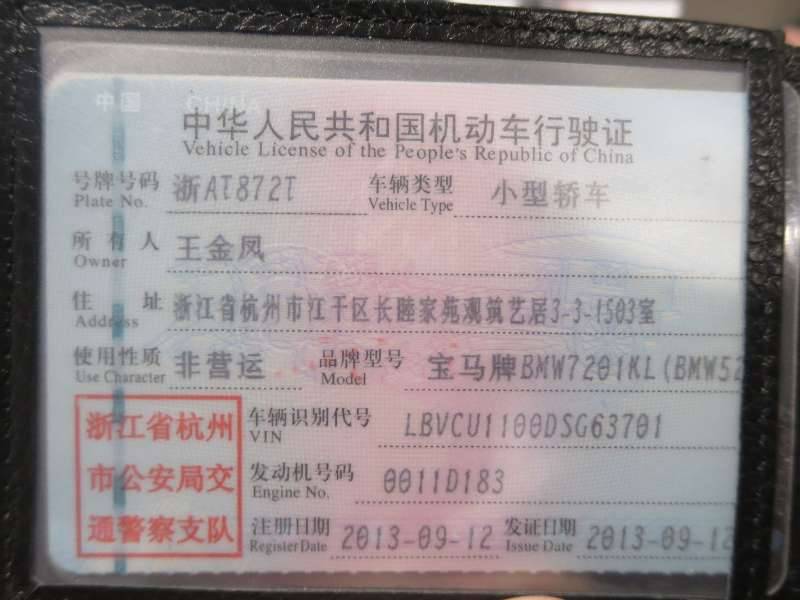 中国 CHINA
中华人民共和国机动车行驶证
Vehicle License of the People's Republic of China
号牌号码 浙AT872T 车辆类型 小型轿车
Plate No. Vehicle Type
所有人 王金凤
Owner
住址 浙江省杭州市江干区长睦家苑观筑艺居3-3-1503室
Address
使用性质 非营运 品牌型号 宝马牌BMW7201KL(BMW52
Use Character Model
浙江省杭州
市公安局交
通警察支队
车辆识别代号 LBVCU1100DSG63701
VIN
发动机号码 0011D183
Engine No.
注册日期 2013-09-12 发证日期 2013-09-12
Register Date Issue Date